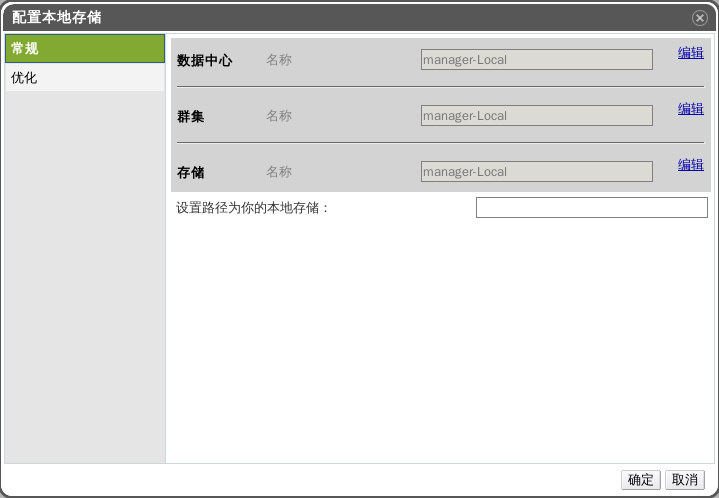 配置本地存储
常规
优化
数据中心 名称 manager-Local 编辑
群集 名称 manager-Local 编辑
存储 名称 manager-Local 编辑
设置路径为你的本地存储：
确定 取消